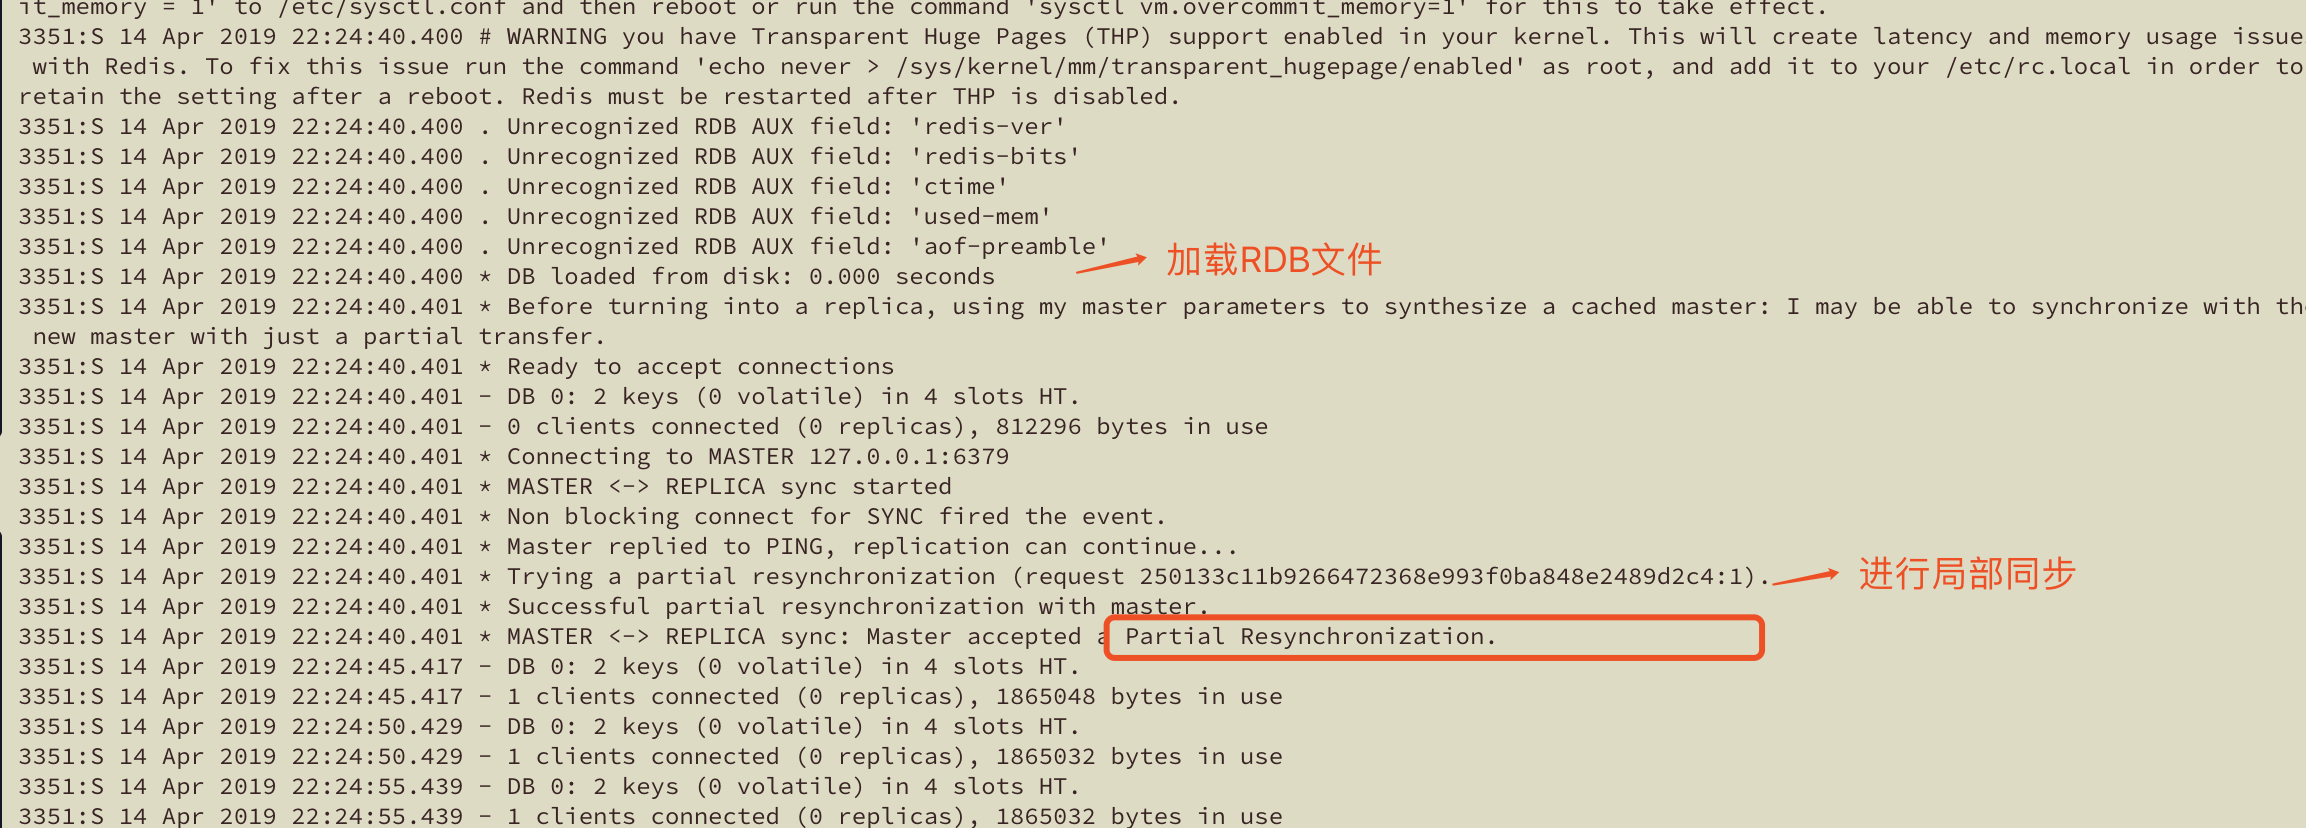 it_memory = 1' to /etc/sysctl.conf and then reboot or run the command 'sysctl vm.overcommit_memory=1' for this to take effect.
3351:S 14 Apr 2019 22:24:40.400 # WARNING you have Transparent Huge Pages (THP) support enabled in your kernel. This will create latency and memory usage issue
with Redis. To fix this issue run the command 'echo never > /sys/kernel/mm/transparent_hugepage/enabled' as root, and add it to your /etc/rc.local in order to
retain the setting after a reboot. Redis must be restarted after THP is disabled.
3351:S 14 Apr 2019 22:24:40.400 . Unrecognized RDB AUX field: 'redis-ver'
3351:S 14 Apr 2019 22:24:40.400 . Unrecognized RDB AUX field: 'redis-bits'
3351:S 14 Apr 2019 22:24:40.400 . Unrecognized RDB AUX field: 'ctime'
3351:S 14 Apr 2019 22:24:40.400 . Unrecognized RDB AUX field: 'used-mem'
3351:S 14 Apr 2019 22:24:40.400 . Unrecognized RDB AUX field: 'aof-preamble'
加载RDB文件
3351:S 14 Apr 2019 22:24:40.400 * DB loaded from disk: 0.000 seconds
3351:S 14 Apr 2019 22:24:40.401 * Before turning into a replica, using my master parameters to synthesize a cached master: I may be able to synchronize with the
new master with just a partial transfer.
3351:S 14 Apr 2019 22:24:40.401 * Ready to accept connections
3351:S 14 Apr 2019 22:24:40.401 - DB 0: 2 keys (0 volatile) in 4 slots HT.
3351:S 14 Apr 2019 22:24:40.401 - 0 clients connected (0 replicas), 812296 bytes in use
3351:S 14 Apr 2019 22:24:40.401 * Connecting to MASTER 127.0.0.1:6379
3351:S 14 Apr 2019 22:24:40.401 * MASTER <-> REPLICA sync started
3351:S 14 Apr 2019 22:24:40.401 * Non blocking connect for SYNC fired the event.
3351:S 14 Apr 2019 22:24:40.401 * Master replied to PING, replication can continue...
3351:S 14 Apr 2019 22:24:40.401 * Trying a partial resynchronization (request 250133c11b9266472368e993f0ba848e2489d2c4:1).
进行局部同步
3351:S 14 Apr 2019 22:24:40.401 * Successful partial resynchronization with master.
3351:S 14 Apr 2019 22:24:40.401 * MASTER <-> REPLICA sync: Master accepted a Partial Resynchronization.
3351:S 14 Apr 2019 22:24:45.417 - DB 0: 2 keys (0 volatile) in 4 slots HT.
3351:S 14 Apr 2019 22:24:45.417 - 1 clients connected (0 replicas), 1865048 bytes in use
3351:S 14 Apr 2019 22:24:50.429 - DB 0: 2 keys (0 volatile) in 4 slots HT.
3351:S 14 Apr 2019 22:24:50.429 - 1 clients connected (0 replicas), 1865032 bytes in use
3351:S 14 Apr 2019 22:24:55.439 - DB 0: 2 keys (0 volatile) in 4 slots HT.
3351:S 14 Apr 2019 22:24:55.439 - 1 clients connected (0 replicas), 1865032 bytes in use